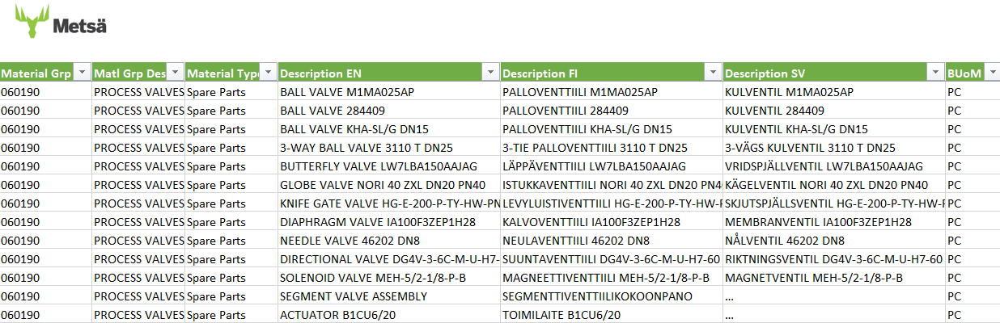 Metsä
Material Grp Matl Grp Des Material Type Description EN Description FI Description SV BUoM
060190 PROCESS VALVES Spare Parts BALL VALVE M1MA025AP PALLOVENTTIILI M1MA025AP KULVENTIL M1MA025AP PC
060190 PROCESS VALVES Spare Parts BALL VALVE 284409 PALLOVENTTIILI 284409 KULVENTIL 284409 PC
060190 PROCESS VALVES Spare Parts BALL VALVE KHA-SL/G DN15 PALLOVENTTIILI KHA-SL/G DN15 KULVENTIL KHA-SL/G DN15 PC
060190 PROCESS VALVES Spare Parts 3-WAY BALL VALVE 3110 T DN25 3-TIE PALLOVENTTIILI 3110 T DN25 3-VÄGS KULVENTIL 3110 T DN25 PC
060190 PROCESS VALVES Spare Parts BUTTERFLY VALVE LW7LBA150AAJAG LÄPPÄVENTTIILI LW7LBA150AAJAG VRIDSPJÄLLVENTIL LW7LBA150AAJAG PC
060190 PROCESS VALVES Spare Parts GLOBE VALVE NORI 40 ZXL DN20 PN40 ISTUKKAVENTTIILI NORI 40 ZXL DN20 PN40 KÄGELVENTIL NORI 40 ZXL DN20 PN40 PC
060190 PROCESS VALVES Spare Parts KNIFE GATE VALVE HG-E-200-P-TY-HW-PN LEVYLUISTIVENTTIILI HG-E-200-P-TY-HW-P SKJUTSPJÄLLSVENTIL HG-E-200-P-TY-HW-P PC
060190 PROCESS VALVES Spare Parts DIAPHRAGM VALVE IA100F3ZEP1H28 KALVOVENTTIILI IA100F3ZEP1H28 MEMBRANVENTIL IA100F3ZEP1H28 PC
060190 PROCESS VALVES Spare Parts NEEDLE VALVE 46202 DN8 NEULAVENTTIILI 46202 DN8 NÅLVENTIL 46202 DN8 PC
060190 PROCESS VALVES Spare Parts DIRECTIONAL VALVE DG4V-3-6C-M-U-H7- SUUNTAVENTTIILI DG4V-3-6C-M-U-H7-60 RIKTNINGSVENTIL DG4V-3-6C-M-U-H7-60 PC
060190 PROCESS VALVES Spare Parts SOLENOID VALVE MEH-5/2-1/8-P-B MAGNEETTIVENTTIILI MEH-5/2-1/8-P-B MAGNETVENTIL MEH-5/2-1/8-P-B PC
060190 PROCESS VALVES Spare Parts SEGMENT VALVE ASSEMBLY SEGMENTTIVENTTIILIKOKOONPANO ... PC
060190 PROCESS VALVES Spare Parts ACTUATOR B1CU6/20 TOIMILAITE B1CU6/20 ... PC